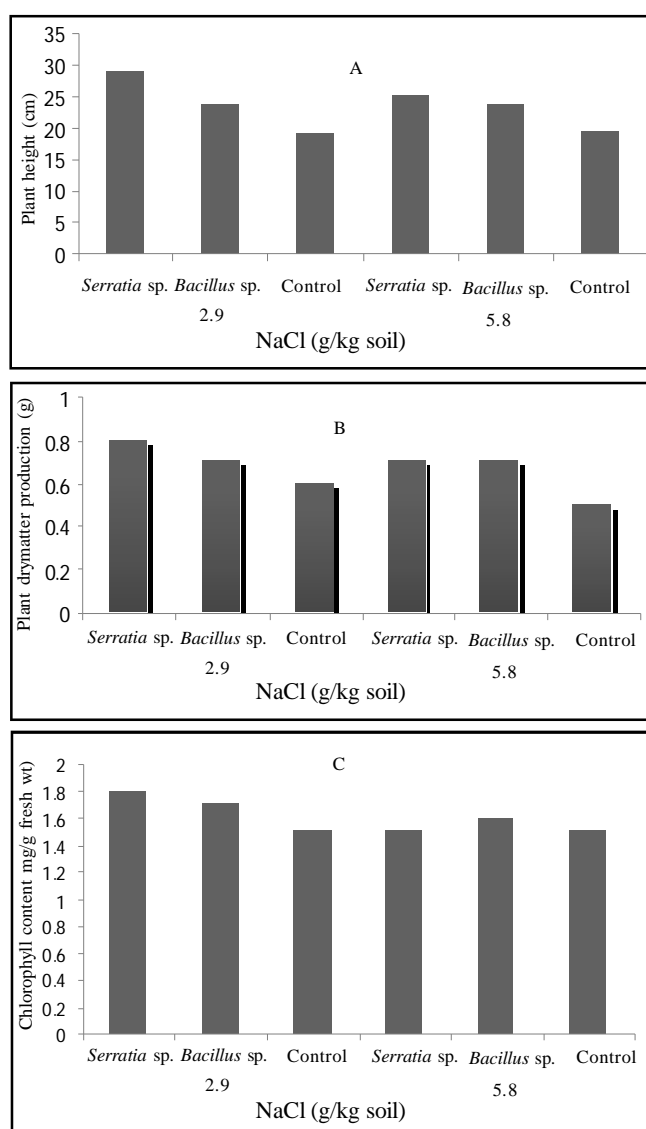 A
Plant height (cm)
35
30
25
20
15
10
5
0
Serratia sp. Bacillus sp. Control Serratia sp. Bacillus sp. Control
2.9 5.8
NaCl (g/kg soil)
B
Plant drymatter production (g)
1
0.8
0.6
0.4
0.2
0
Serratia sp. Bacillus sp. Control Serratia sp. Bacillus sp. Control
2.9 5.8
NaCl (g/kg soil)
C
Chlorophyll content mg/g fresh wt)
2
1.8
1.6
1.4
1.2
1
0.8
0.6
0.4
0.2
0
Serratia sp. Bacillus sp. Control Serratia sp. Bacillus sp. Control
2.9 5.8
NaCl (g/kg soil)